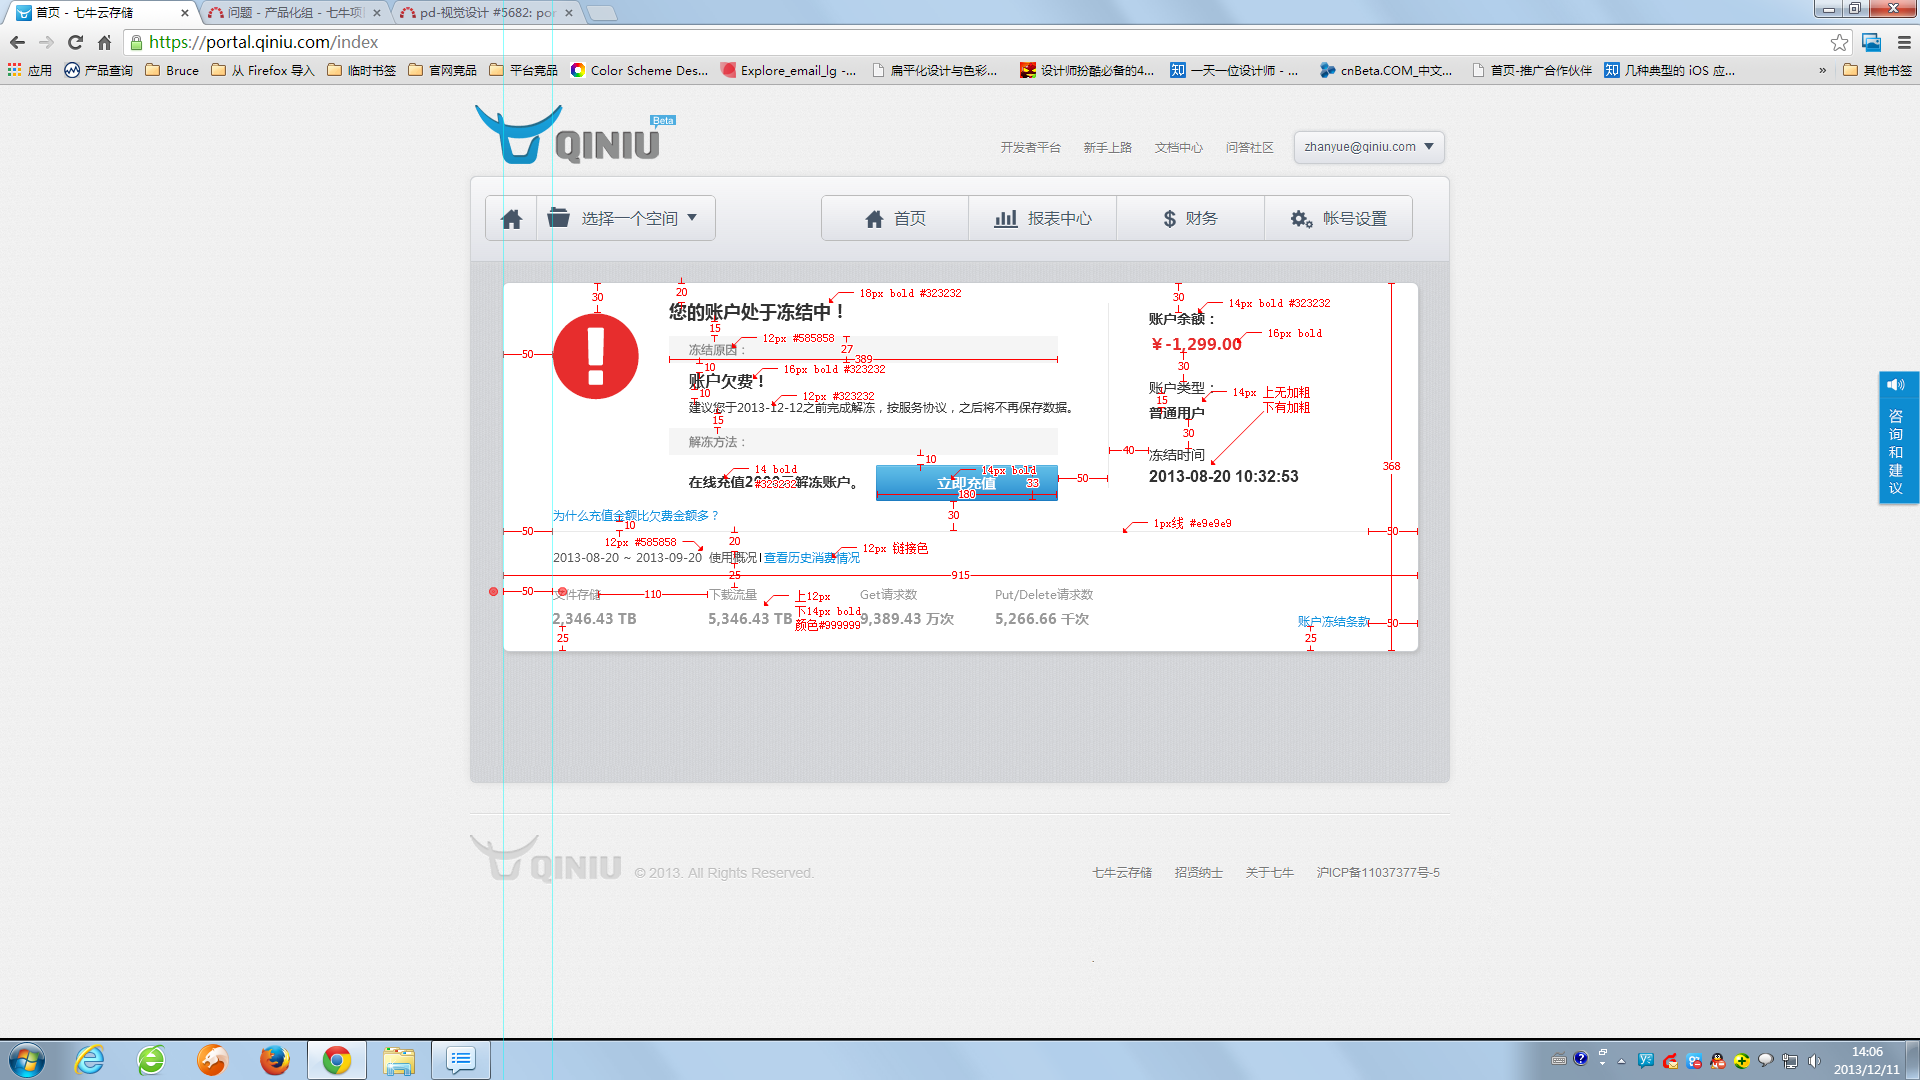 首页 - 七牛云存储
问题 - 产品化组 - 七牛项
pd-视觉设计 #5682: por
https://portal.qiniu.com/index
应用
产品查询
Bruce
从 Firefox 导入
临时书签
官网竞品
平台竞品
Color Scheme Des...
Explore_email_lg -...
扁平化设计与色彩...
设计师扮酷必备的4...
一天一位设计师 - ...
cnBeta.COM_中文...
首页-推广合作伙伴
几种典型的 iOS 应...
»
其他书签
QINIU
Beta
开发者平台
新手上路
文档中心
问答社区
zhanyue@qiniu.com
选择一个空间
首页
报表中心
$ 财务
帐号设置
30
20
18px bold #323232
30
14px bold #323232
您的账户处于冻结中！
账户余额：
15
12px #585858
16px bold
冻结原因：
27
￥-1,299.00
50
389
10
16px bold #323232
30
账户欠费！
账户类型：
10
12px #323232
14px 上无加粗
下有加粗
15
建议您于2013-12-12之前完成解冻，按服务协议，之后将不再保存数据。
普通用户
15
30
解冻方法：
40
冻结时间
10
368
14 bold
#323232
14px bold
在线充值2000元解冻账户。
立即充值
33
180
50
2013-08-20 10:32:53
为什么充值金额比欠费金额多？
30
50
10
1px线 #e9e9e9
50
12px #585858
20
12px 链接色
2013-08-20 ~ 2013-09-20
使用概况
查看历史消费情况
25
915
50
文件存储
110
下载流量
上12px
下14px bold
颜色#999999
Get请求数
Put/Delete请求数
2,346.43 TB
5,346.43 TB
9,389.43 万次
5,266.66 千次
账户冻结条款
50
25
25
咨询和建议
QINIU
© 2013. All Rights Reserved.
七牛云存储
招贤纳士
关于七牛
沪ICP备11037377号-5
14:06
2013/12/11